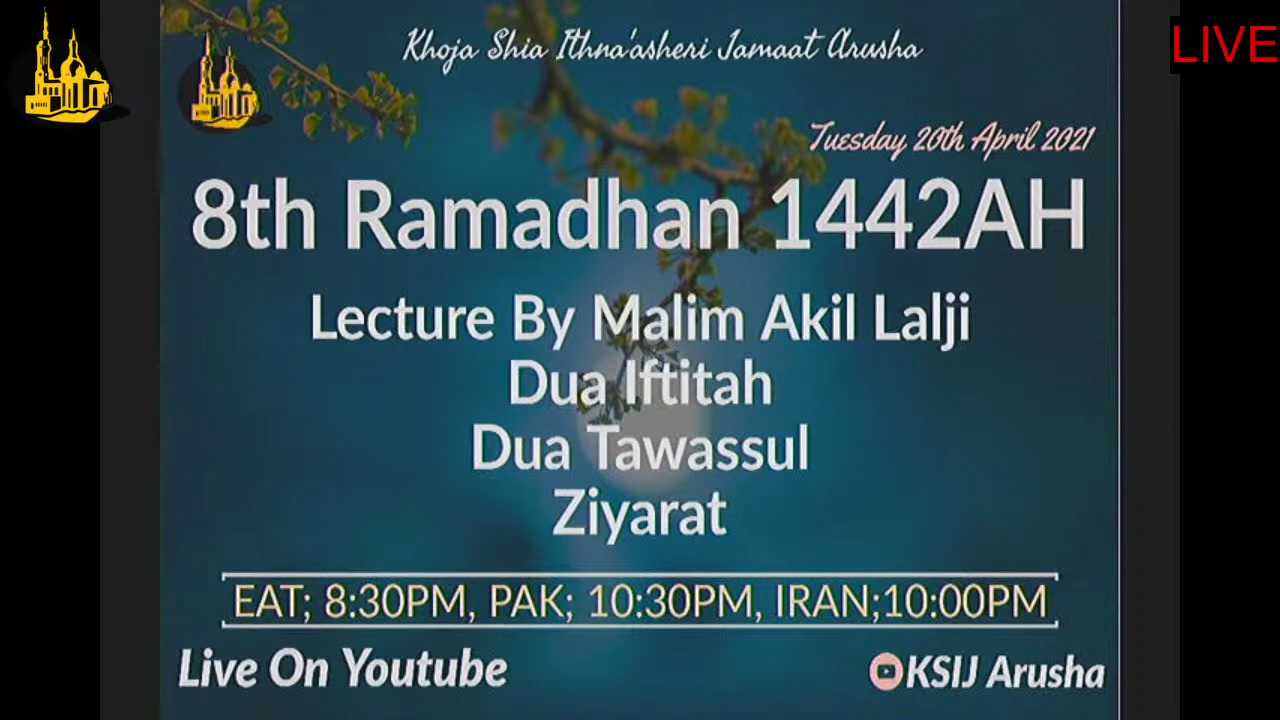 Khoja Shia Ithna'asheri Jamaat Arusha
LIVE
Tuesday 20th April 2021
8th Ramadhan 1442AH
Lecture By Malim Akil Lalji
Dua Iftitah
Dua Tawassul
Ziyarat
EAT; 8:30PM, PAK; 10:30PM, IRAN;10:00PM
Live On Youtube
KSIJ Arusha